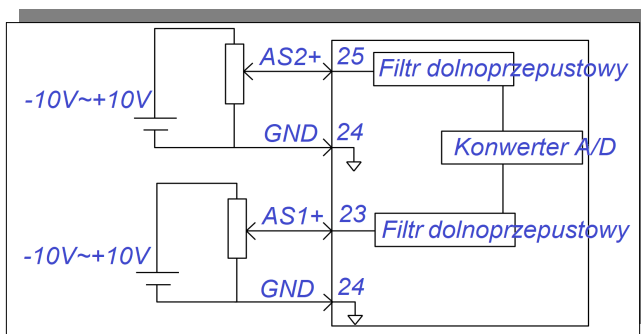 AS2+ 25 Filtr dolnoprzepustowy
-10V~+10V
GND 24
Konwerter A/D
AS1+ 23 Filtr dolnoprzepustowy
-10V~+10V
GND 24